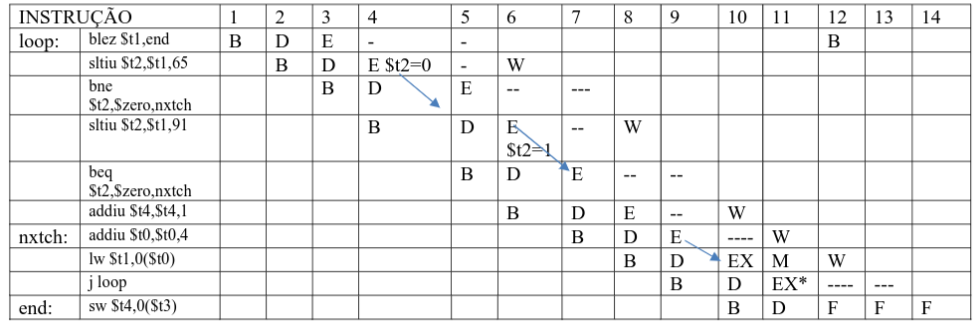 INSTRUÇÃO 1 2 3 4 5 6 7 8 9 10 11 12 13 14
loop: blez $t1,end B D E - - B
sltiu $t2,$t1,65 B D E $t2=0 - W
bne B D E -- ---
$t2,$zero,nxtch
sltiu $t2,$t1,91 B D E -- W
$t2=1
beq B D E -- --
$t2,$zero,nxtch
addiu $t4,$t4,1 B D E -- W
nxtch: addiu $t0,$t0,4 B D E ---- W
lw $t1,0($t0) B D EX M W
j loop B D EX* ---- ---
end: sw $t4,0($t3) B D F F F